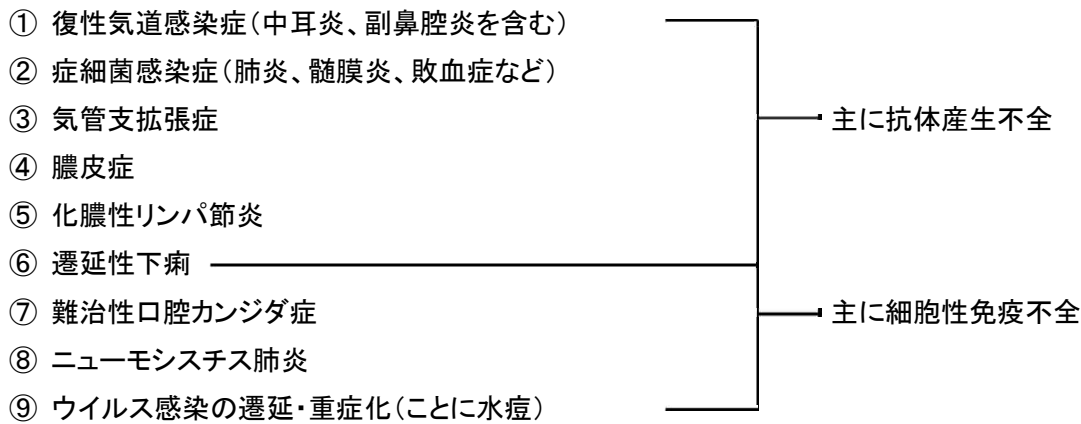 ① 復性気道感染症（中耳炎、副鼻腔炎を含む）
② 症細菌感染症（肺炎、髄膜炎、敗血症など）
③ 気管支拡張症
主に抗体産生不全
④ 膿皮症
⑤ 化膿性リンパ節炎
⑥ 遷延性下痢
⑦ 難治性口腔カンジダ症
主に細胞性免疫不全
⑧ ニューモシスチス肺炎
⑨ ウイルス感染の遷延・重症化（ことに水痘）